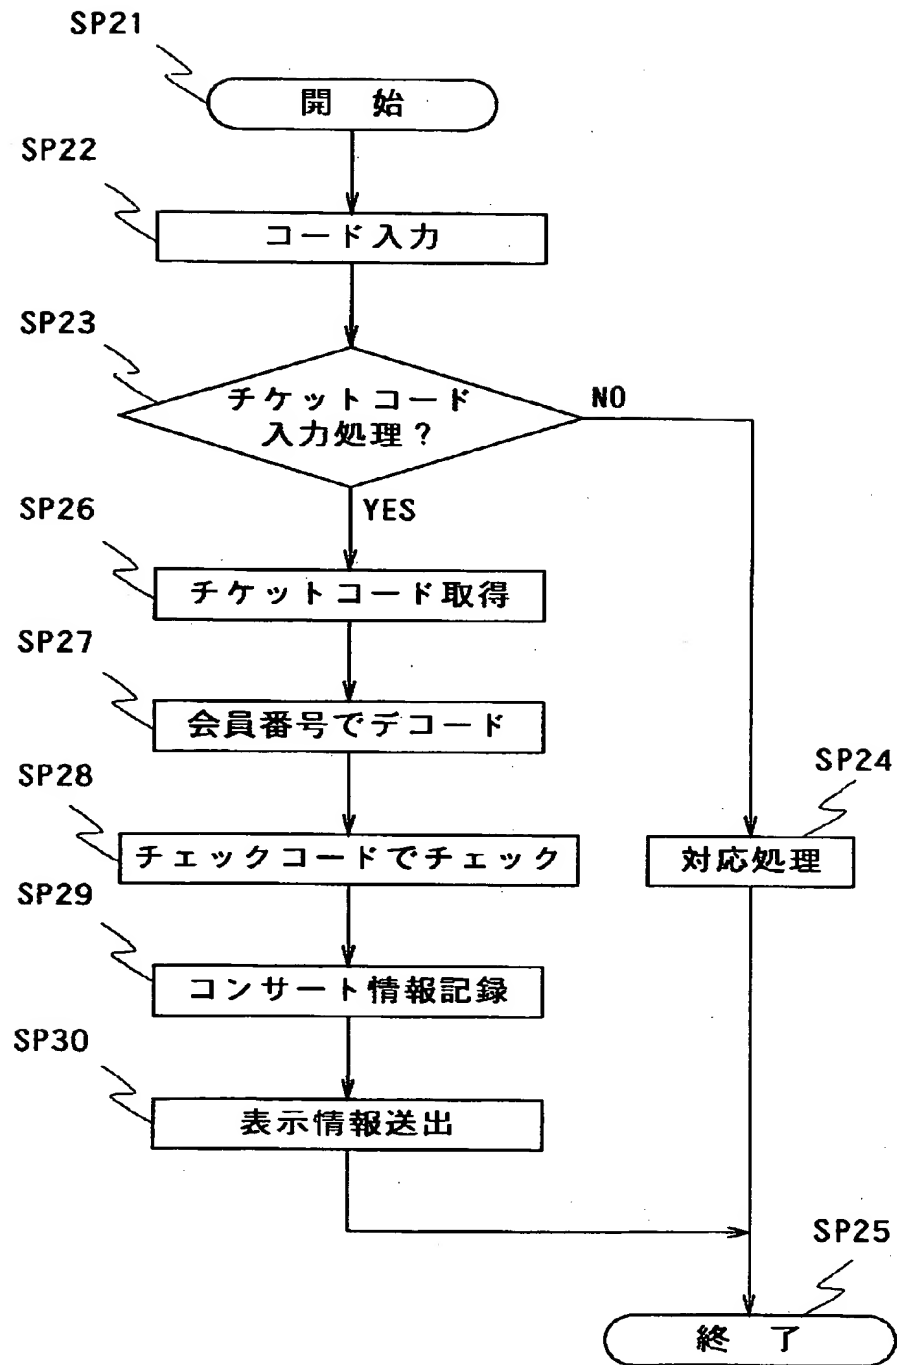 SP21
開 始
SP22
コード入力
SP23
チケットコード
入力処理?
NO
YES
SP26
チケットコード取得
SP27
会員番号でデコード
SP28
チェックコードでチェック
SP24
対応処理
SP29
コンサート情報記録
SP30
表示情報送出
SP25
終 了